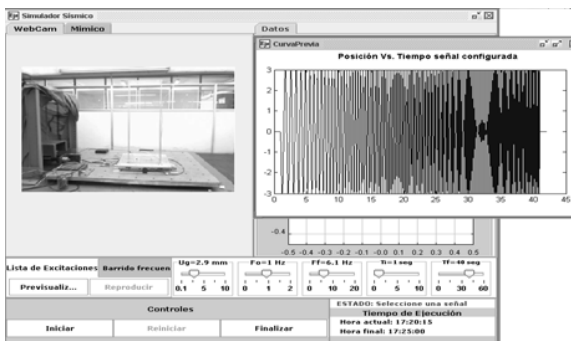 Simulador Sísmico
WebCam Mímico
Datos
CurvaPrevia
Posición Vs. Tiempo señal configurada
3
2
1
0
-1
-2
-3
0 5 10 15 20 25 30 35 40 45
-0.4
-0.5 -0.4 -0.3 -0.2 -0.1 0.0 0.1 0.2 0.3 0.4 0.5
Lista de Excitaciones Barrido frecuen
Ug=2.9 mm Fo=1 Hz Ff=6.1 Hz Ti=1 seg Tf=40 seg
0.1 5 10 0 1 2 0 10 20 0 5 10 0 30 60
Previsualiz... Reproducir
Controles
Iniciar Reiniciar Finalizar
ESTADO: Seleccione una señal
Tiempo de Ejecución
Hora actual: 17:20:15
Hora final: 17:25:00